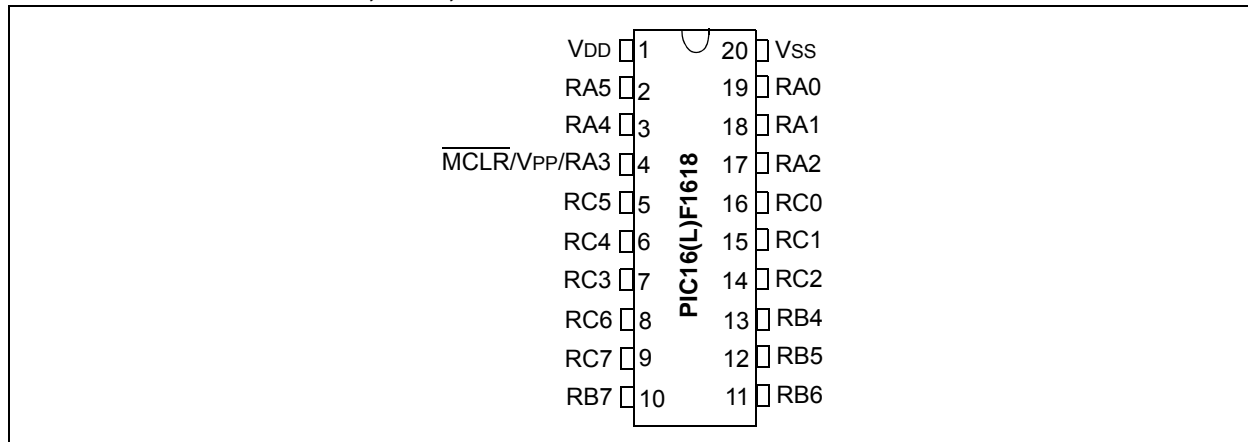 VDD 1 20 VSS
RA5 2 19 RA0
RA4 3 18 RA1
MCLR/VPP/RA3 4 17 RA2
RC5 5 16 RC0
RC4 6 15 RC1
RC3 7 14 RC2
RC6 8 13 RB4
RC7 9 12 RB5
RB7 10 11 RB6
PIC16(L)F1618